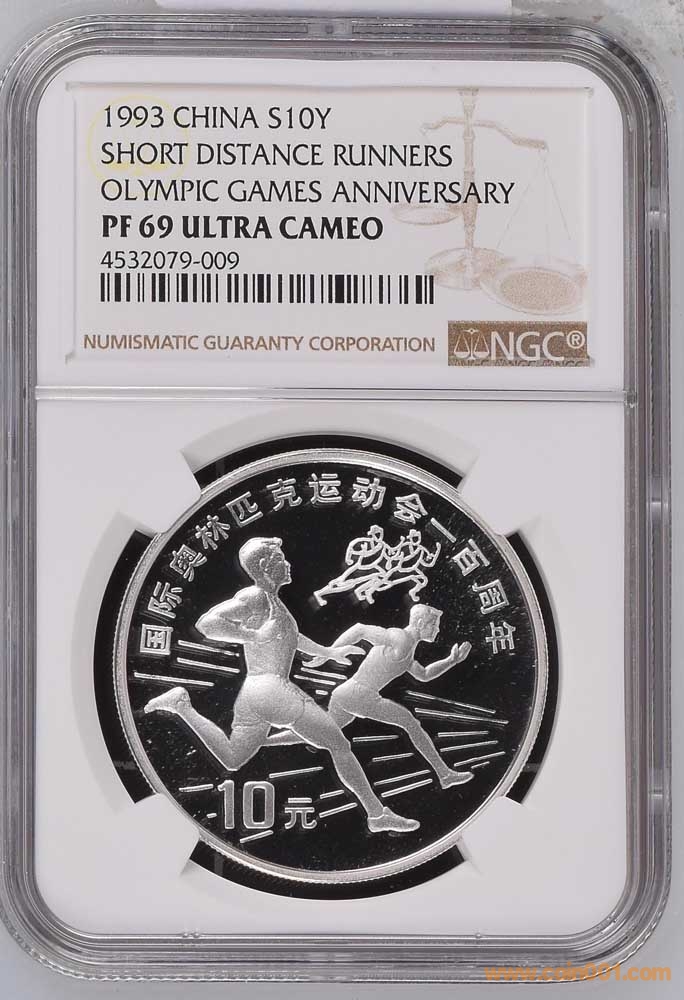 1993 CHINA S10Y
SHORT DISTANCE RUNNERS
OLYMPIC GAMES ANNIVERSARY
PF 69 ULTRA CAMEO
4532079-009
NUMISMATIC GUARANTY CORPORATION
NGC®
国际奥林匹克运动会一百周年
10元
www.coin001.com